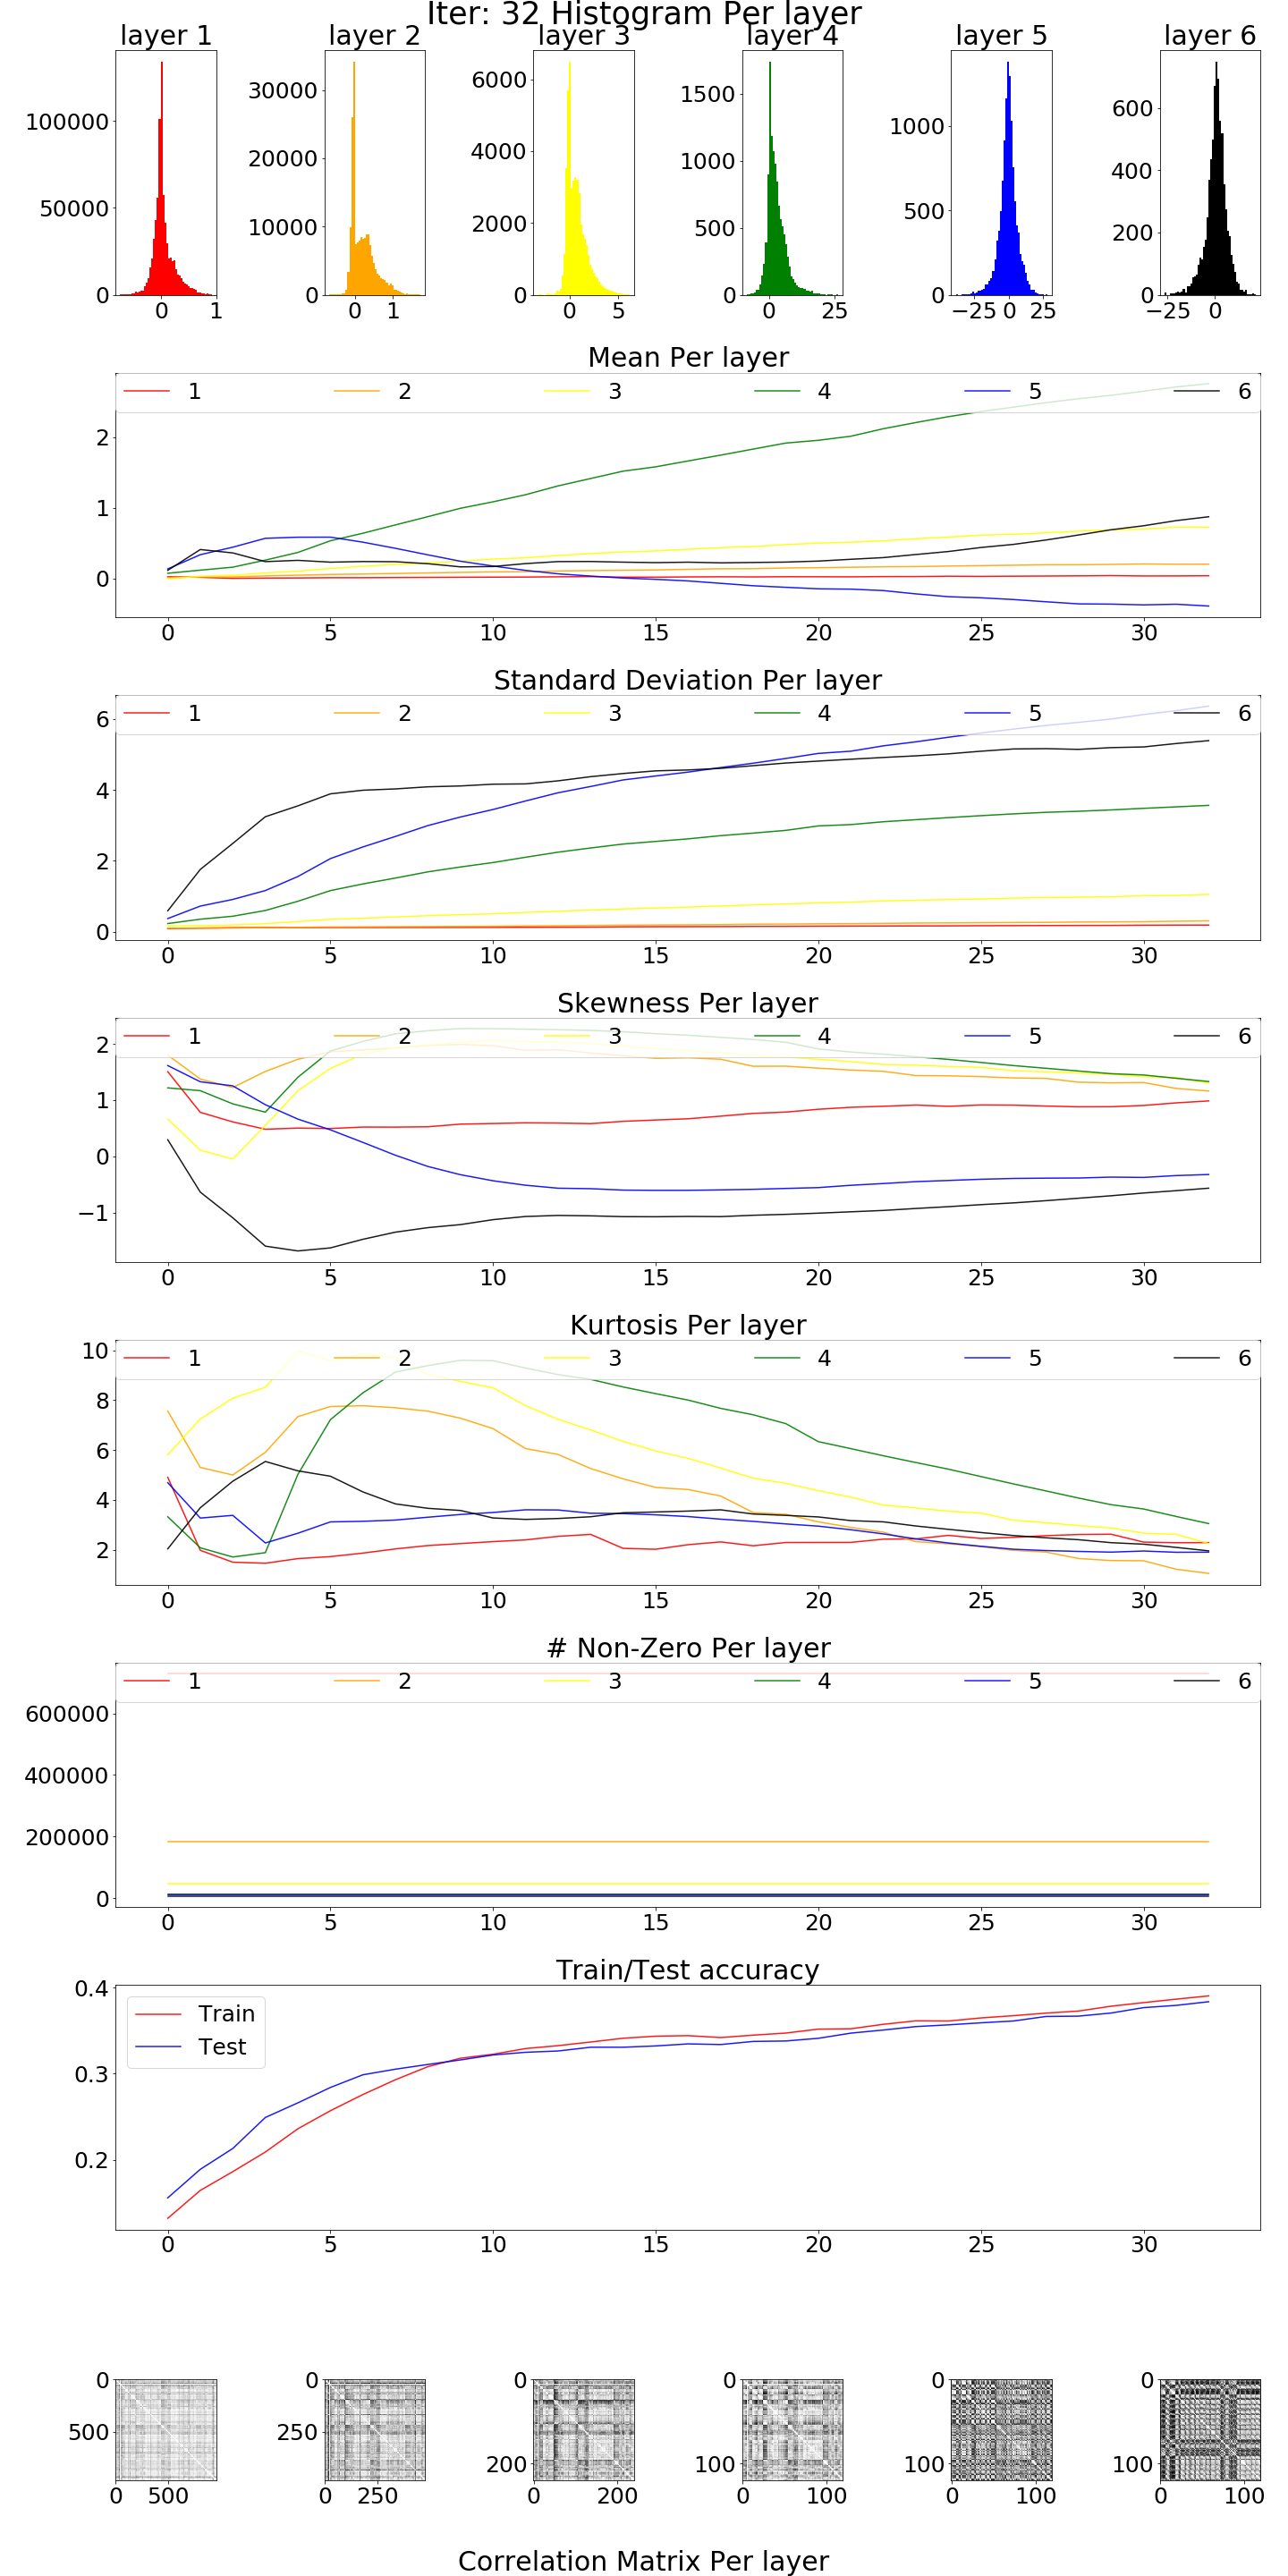 Iter: 32 Histogram Per layer
layer 1 layer 2 layer 3 layer 4 layer 5 layer 6
100000 50000 0
0 1
30000 20000 10000 0
0 1
6000 4000 2000 0
0 5
1500 1000 500 0
0 25
1000 500 0
−25 0 25
600 400 200 0
−25 0
Mean Per layer
1 2 3 4 5 6
2
1
0
0 5 10 15 20 25 30
Standard Deviation Per layer
1 2 3 4 5 6
6
4
2
0
0 5 10 15 20 25 30
Skewness Per layer
1 2 3 4 5 6
2
1
0
−1
0 5 10 15 20 25 30
Kurtosis Per layer
1 2 3 4 5 6
10
8
6
4
2
0 5 10 15 20 25 30
# Non-Zero Per layer
1 2 3 4 5 6
600000
400000
200000
0
0 5 10 15 20 25 30
Train/Test accuracy
0.4
Train
Test
0.3
0.2
0 5 10 15 20 25 30
0 500
0 500
0 250
0 250
0 200
0 200
0 100
0 100
0 100
0 100
0 100
0 100
Correlation Matrix Per layer